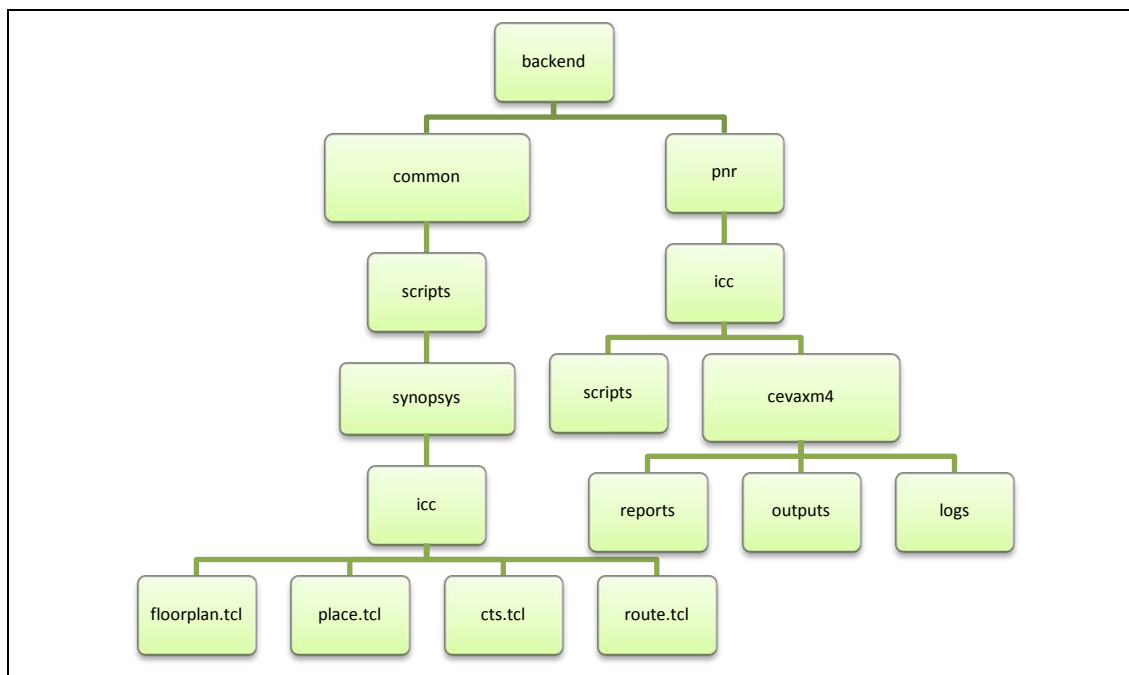 backend
common
pnr
scripts
icc
synopsys
scripts
cevaxm4
icc
reports
outputs
logs
floorplan.tcl
place.tcl
cts.tcl
route.tcl